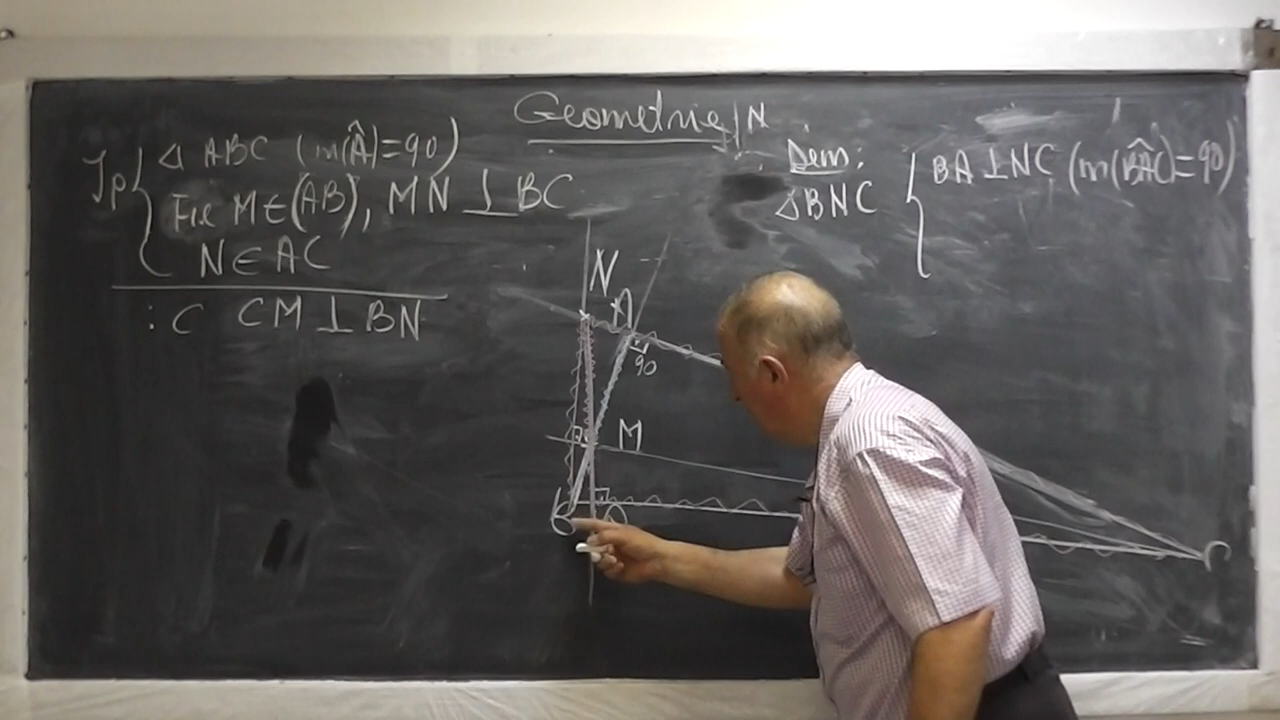 Geometrie/N
Ip
△ ABC (m(Â)=90)
Fie M∈(AB), MN ⊥ BC
N∈AC
:C CM ⊥ BN
Dem:
△BNC { BA ⊥ NC (m(BÂC)=90)
N
A
90
M
B
C